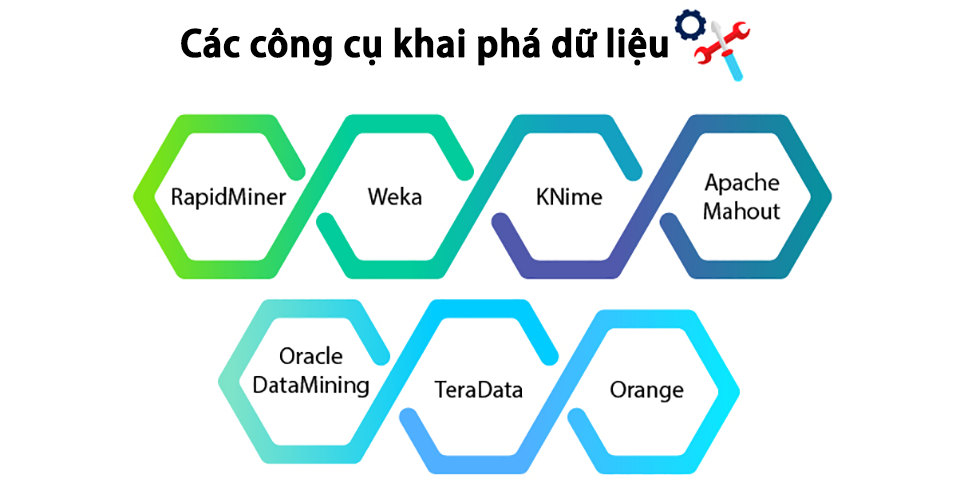 Các công cụ khai phá dữ liệu
RapidMiner
Weka
KNime
Apache
Mahout
Oracle
DataMining
TeraData
Orange